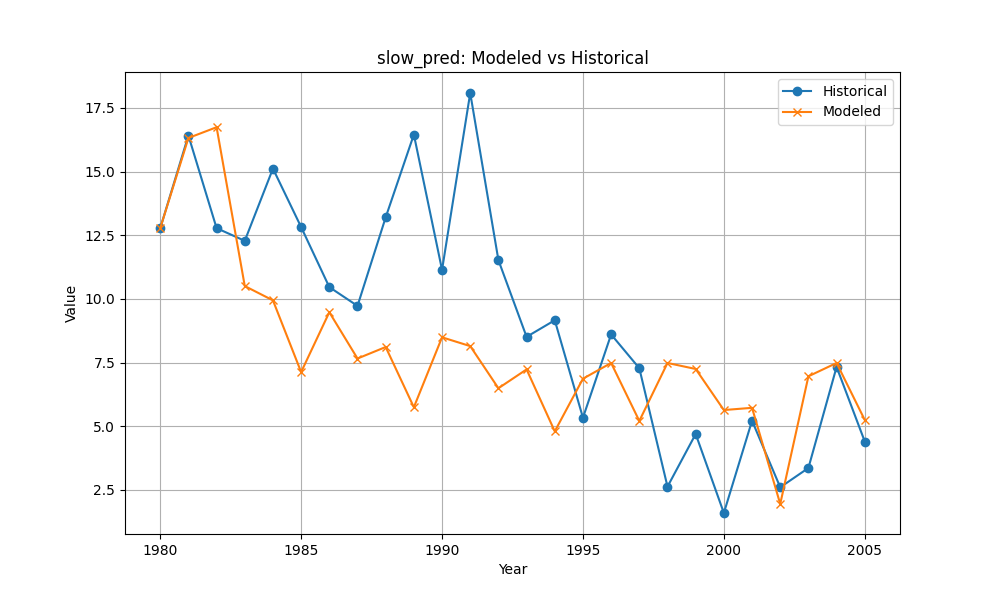 slow_pred: Modeled vs Historical
Historical
Modeled
Value
17.5
15.0
12.5
10.0
7.5
5.0
2.5
1980
1985
1990
1995
2000
2005
Year